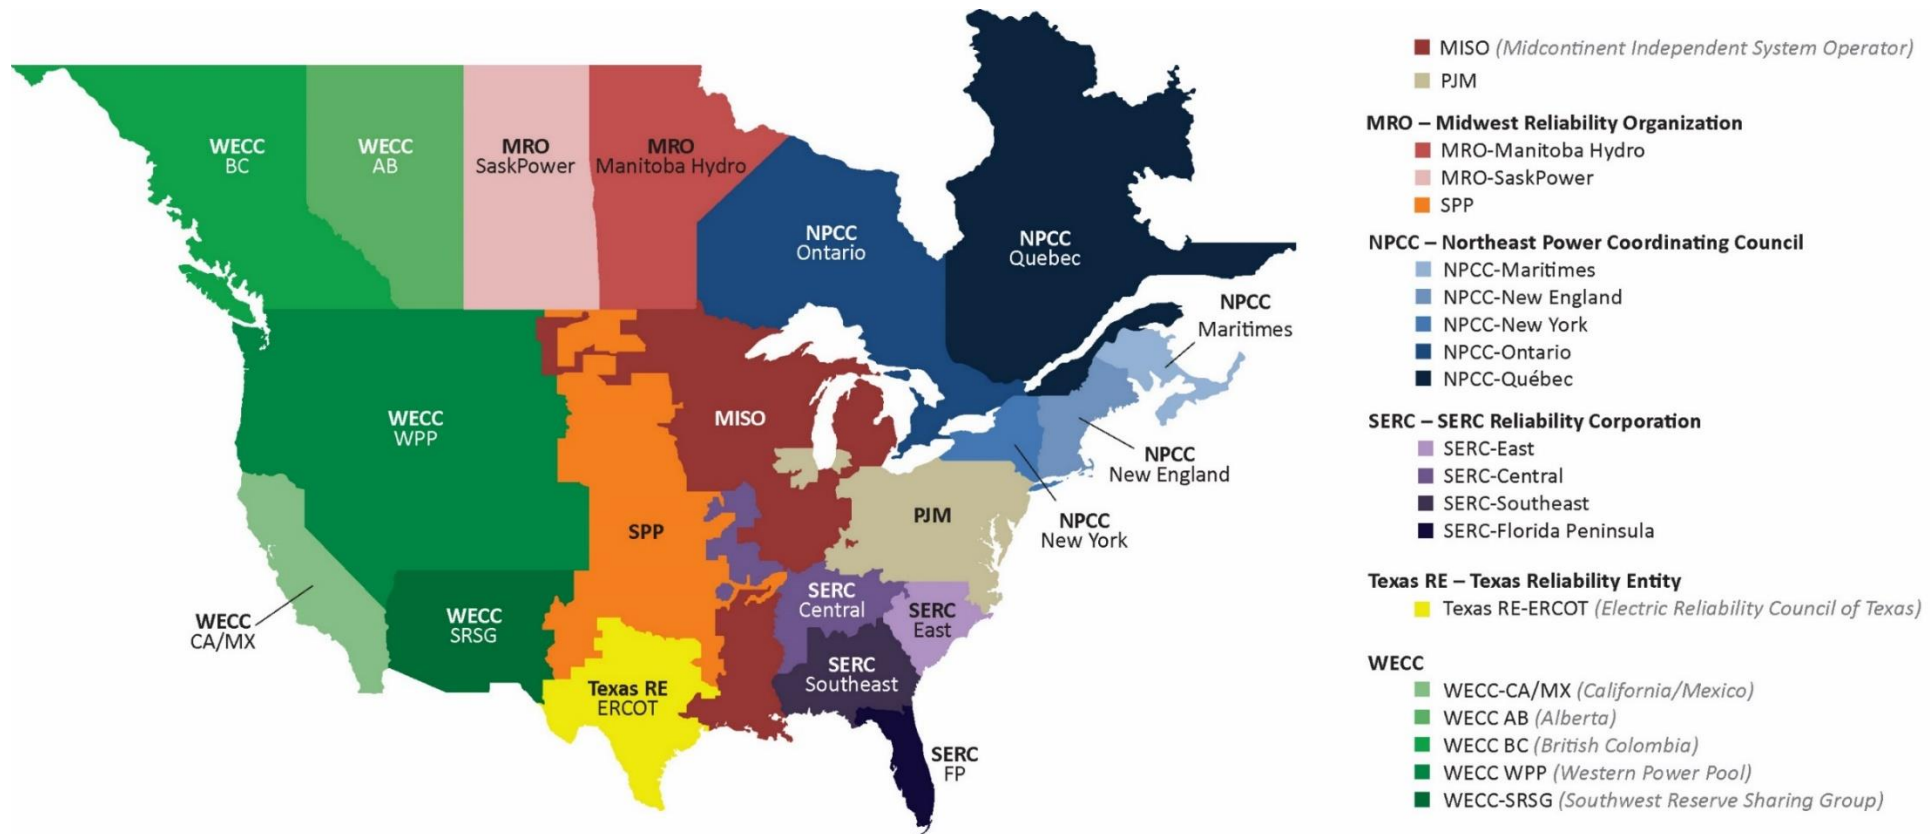 WECC
BC
WECC
AB
MRO
SaskPower
MRO
Manitoba Hydro
NPCC
Ontario
NPCC
Quebec
NPCC
Maritimes
WECC
WPP
MISO
NPCC
New England
SPP
PJM
NPCC
New York
WECC
CA/MX
WECC
SRSG
SERC
Central
SERC
East
SERC
Southeast
Texas RE
ERCOT
SERC
FP
MISO (Midcontinent Independent System Operator)
PJM
MRO – Midwest Reliability Organization
MRO-Manitoba Hydro
MRO-SaskPower
SPP
NPCC – Northeast Power Coordinating Council
NPCC-Maritimes
NPCC-New England
NPCC-New York
NPCC-Ontario
NPCC-Québec
SERC – SERC Reliability Corporation
SERC-East
SERC-Central
SERC-Southeast
SERC-Florida Peninsula
Texas RE – Texas Reliability Entity
Texas RE-ERCOT (Electric Reliability Council of Texas)
WECC
WECC-CA/MX (California/Mexico)
WECC AB (Alberta)
WECC BC (British Colombia)
WECC WPP (Western Power Pool)
WECC-SRSG (Southwest Reserve Sharing Group)